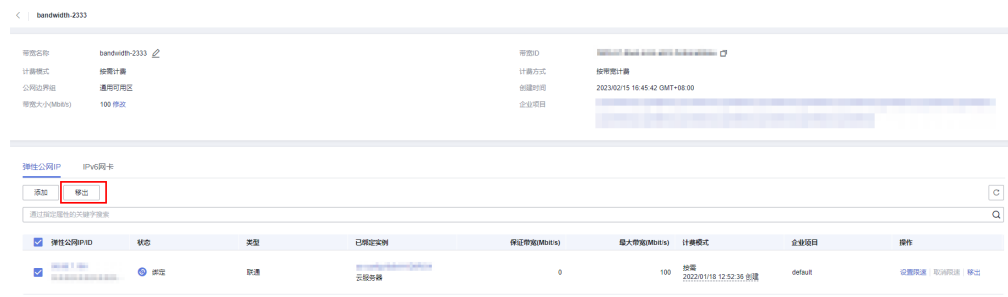 bandwidth-2333
带宽名称 bandwidth-2333 带宽ID
计费模式 按需计费 计费方式 按带宽计费
公网边界组 通用可用区 创建时间 2023/02/15 16:45:42 GMT+08:00
带宽大小(Mbit/s) 100 修改 企业项目
弹性公网IP IPv6网卡
添加 移出
通过指定属性的关键字搜索
弹性公网IP/ID 状态 类型 已绑定实例 保证带宽(Mbit/s) 最大带宽(Mbit/s) 计费模式 企业项目 操作
绑定 联通 云服务器 0 100 按需 2022/01/18 12:52:36 创建 default 设置限速 取消限速 移出